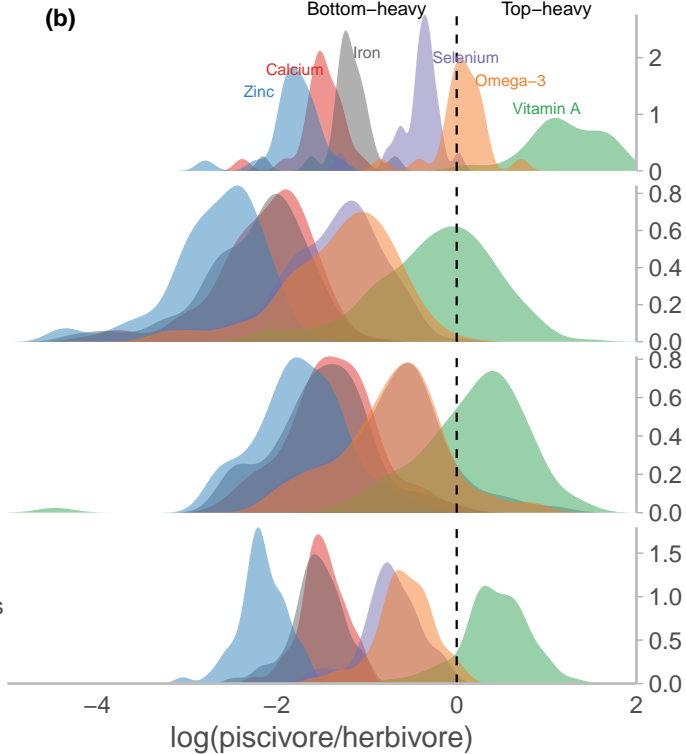 (b)
Bottom−heavy
Top−heavy
Iron
Selenium
Calcium
Omega−3
Zinc
Vitamin A
2
1
0
0.8
0.6
0.4
0.2
0.0
0.8
0.6
0.4
0.2
0.0
1.5
1.0
0.5
0.0
s
−4
−2
0
2
log(piscivore/herbivore)